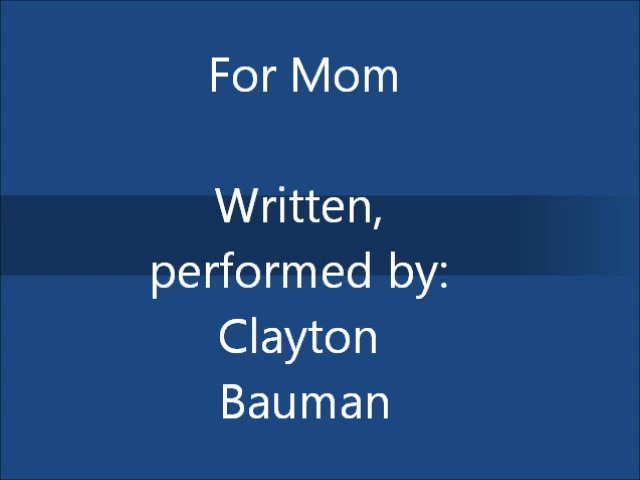 For Mom
Written,
performed by:
Clayton
Bauman